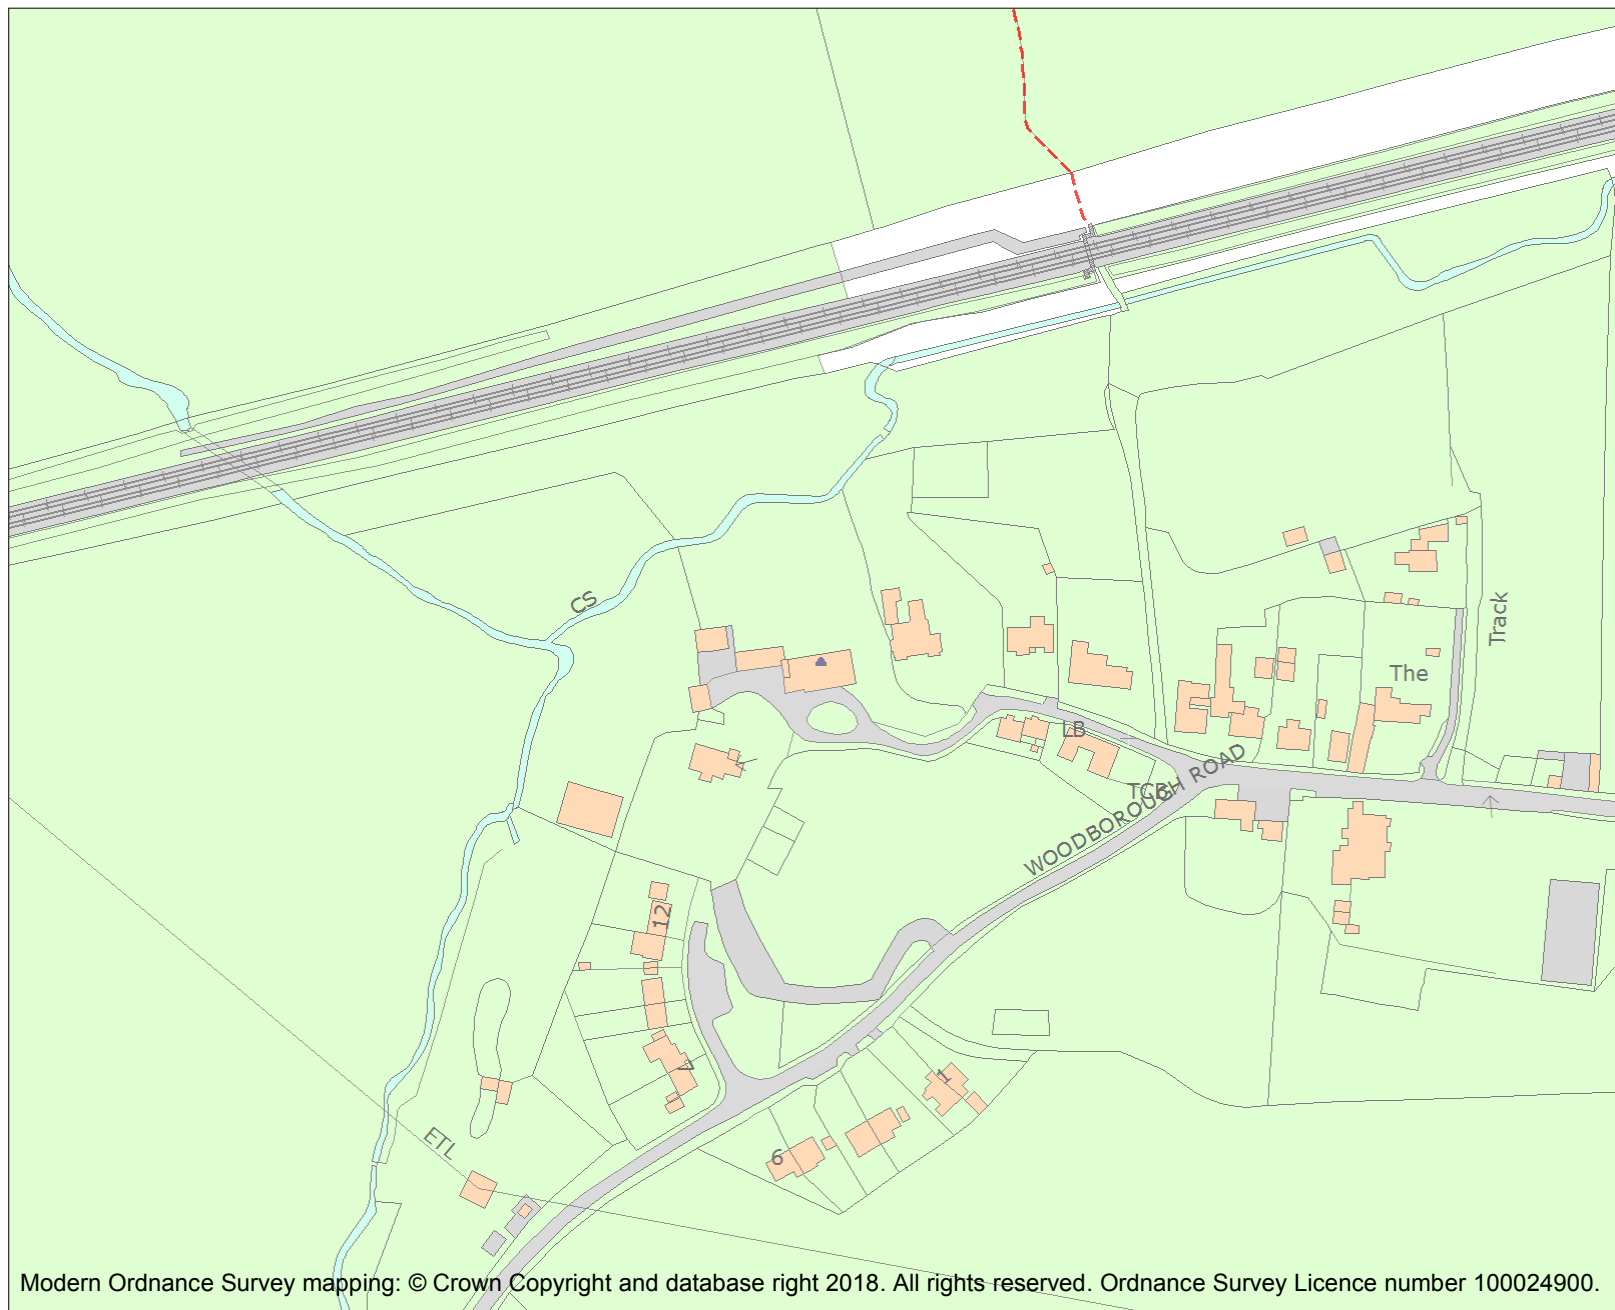 CS
Track
The
LB
TCB
WOODBOROUGH ROAD
12
7
1
6
ETL
Modern Ordnance Survey mapping: © Crown Copyright and database right 2018. All rights reserved. Ordnance Survey Licence number 100024900.